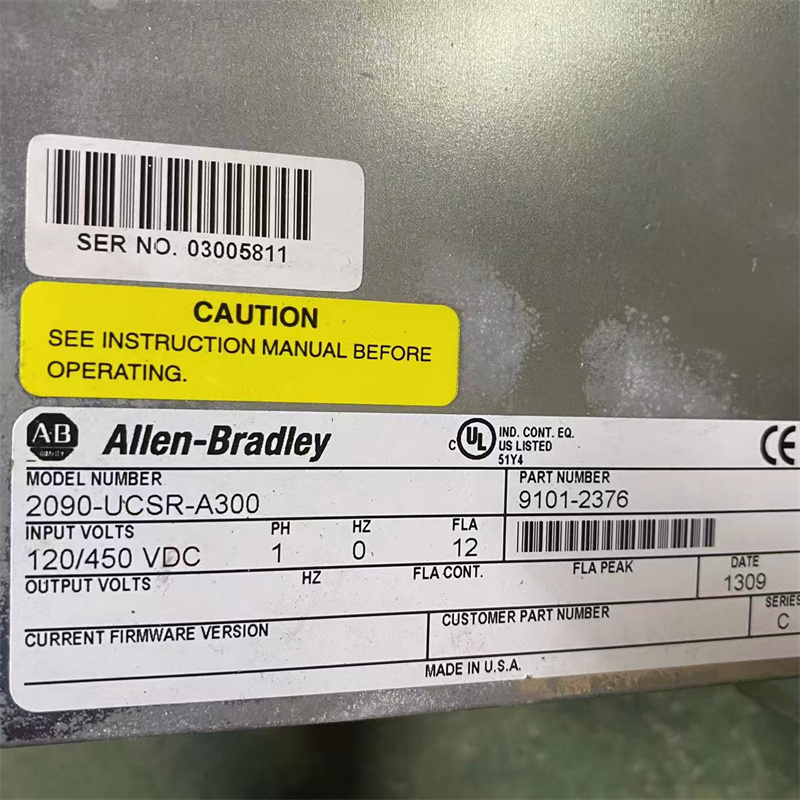 SER NO. 03005811
CAUTION
SEE INSTRUCTION MANUAL BEFORE
OPERATING.
A-B
QUALITY
Allen-Bradley
C UL
IND. CONT. EQ.
US LISTED
51Y4
CE
MODEL NUMBER
2090-UCSR-A300
PART NUMBER
9101-2376
INPUT VOLTS PH HZ FLA
120/450 VDC 1 0 12
OUTPUT VOLTS HZ FLA CONT. FLA PEAK
DATE
1309
CURRENT FIRMWARE VERSION
CUSTOMER PART NUMBER
SERIES
C
MADE IN U.S.A.